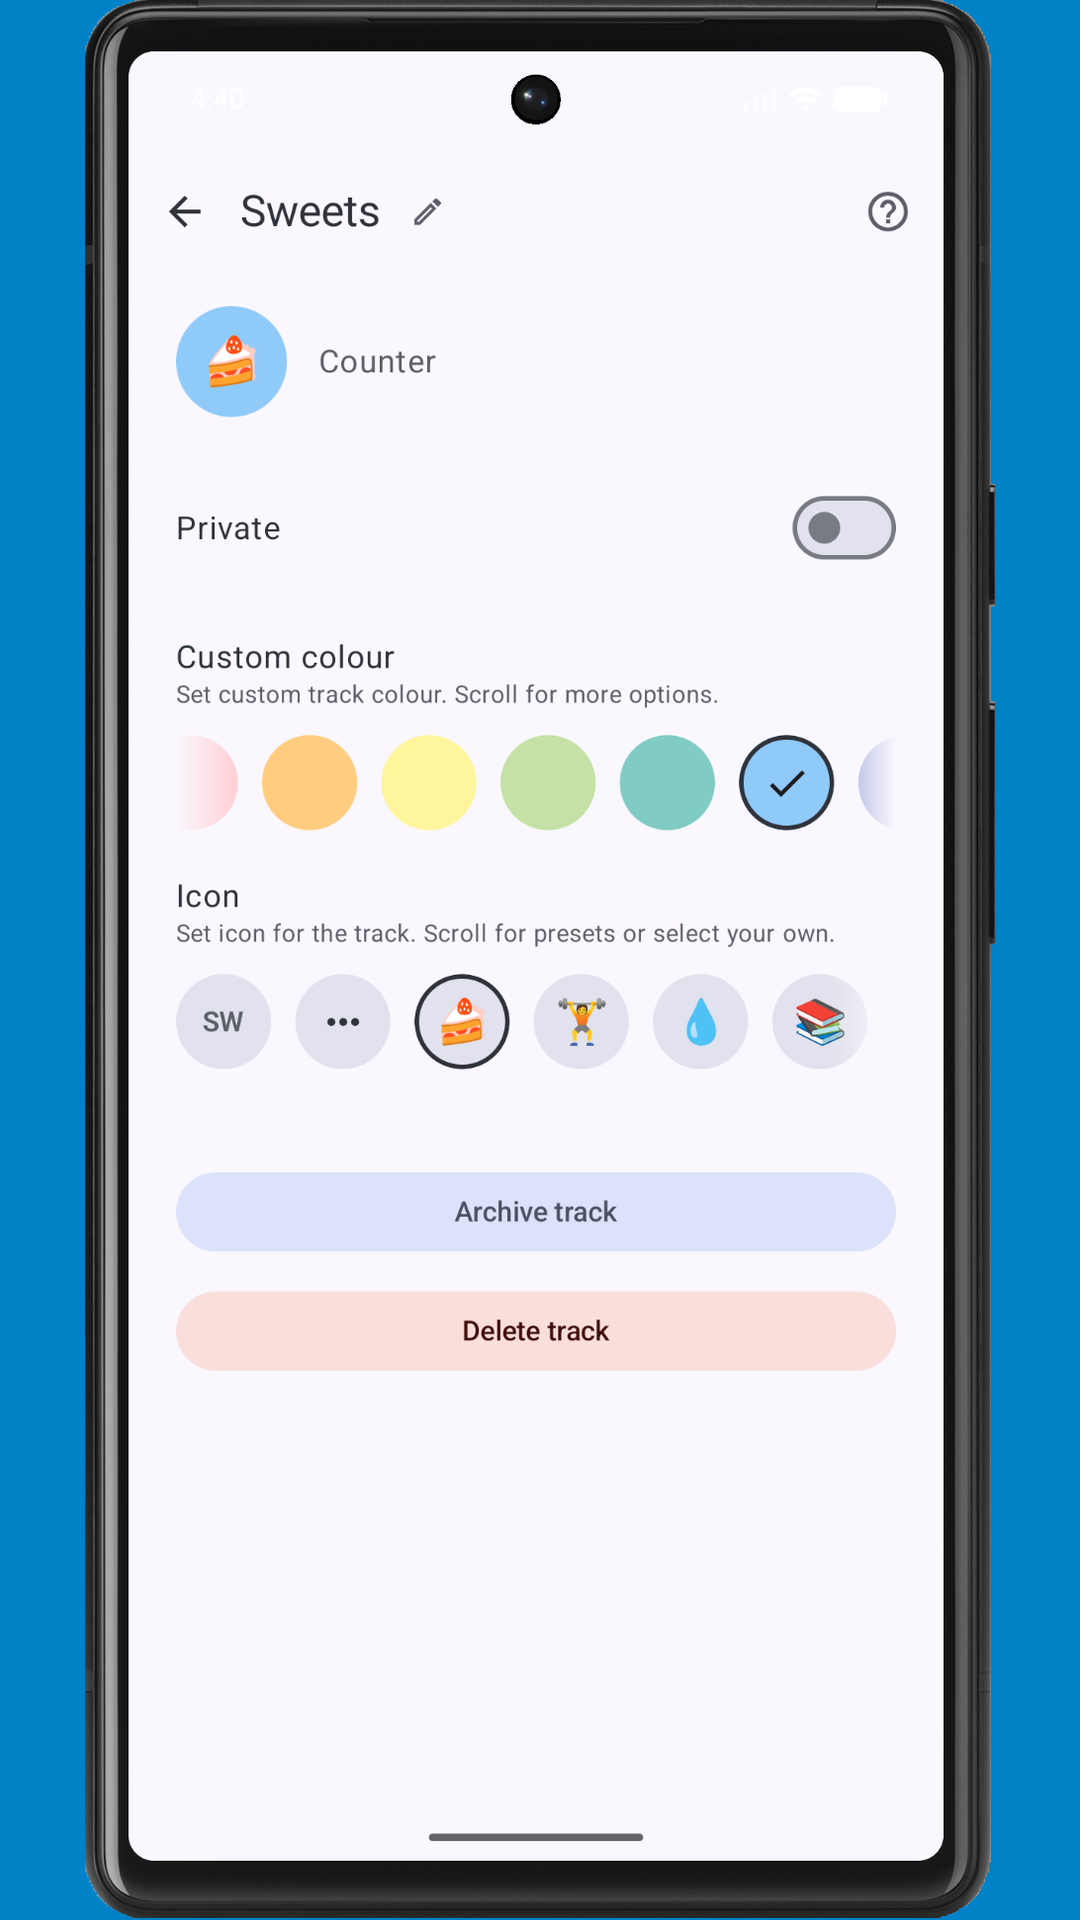 4:40
Sweets
Counter
Private
Custom colour
Set custom track colour. Scroll for more options.
Icon
Set icon for the track. Scroll for presets or select your own.
SW
Archive track
Delete track